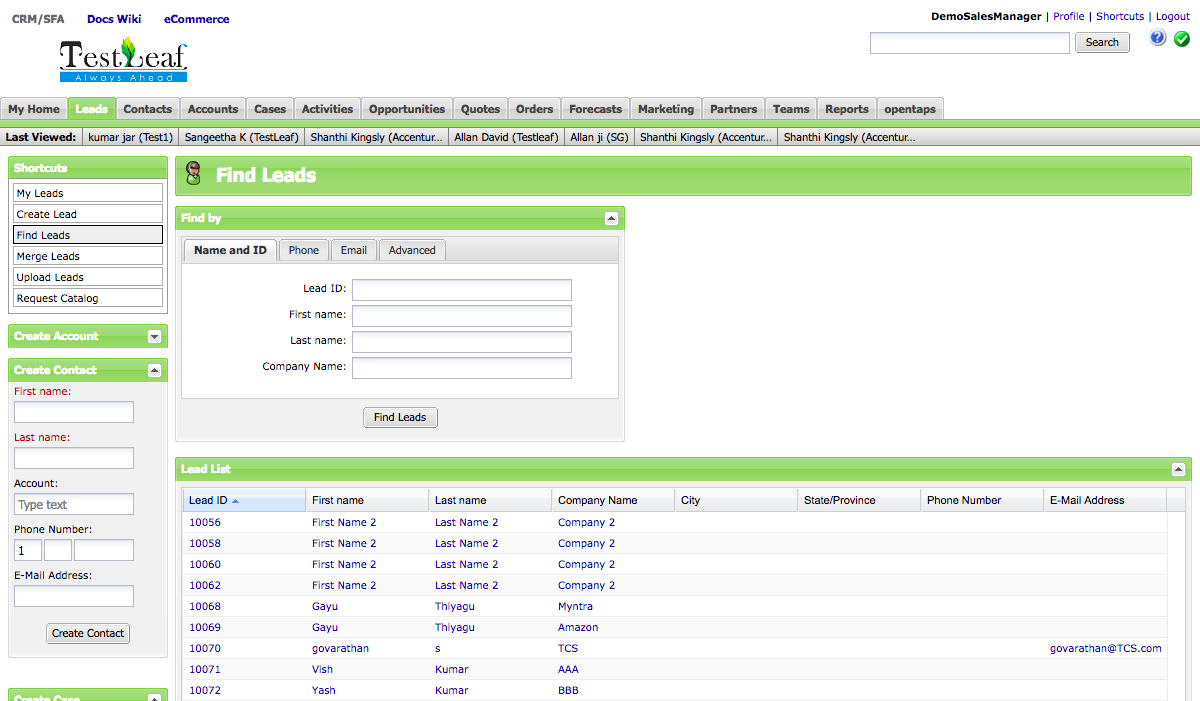 CRM/SFA Docs Wiki eCommerce
DemoSalesManager | Profile | Shortcuts | Logout
TestLeaf
Always Ahead
Search
My Home Leads Contacts Accounts Cases Activities Opportunities Quotes Orders Forecasts Marketing Partners Teams Reports opentaps
Last Viewed: kumar jar (Test1) Sangeetha K (TestLeaf) Shanthi Kingsly (Accentur... Allan David (Testleaf) Allan ji (SG) Shanthi Kingsly (Accentur... Shanthi Kingsly (Accentur...
Shortcuts
My Leads
Create Lead
Find Leads
Merge Leads
Upload Leads
Request Catalog
Create Account
Create Contact
First name:
Last name:
Account:
Type text
Phone Number:
1
E-Mail Address:
Create Contact
Create Case
Find Leads
Find by
Name and ID Phone Email Advanced
Lead ID:
First name:
Last name:
Company Name:
Find Leads
Lead List
Lead ID First name Last name Company Name City State/Province Phone Number E-Mail Address
10056 First Name 2 Last Name 2 Company 2
10058 First Name 2 Last Name 2 Company 2
10060 First Name 2 Last Name 2 Company 2
10062 First Name 2 Last Name 2 Company 2
10068 Gayu Thiyagu Myntra
10069 Gayu Thiyagu Amazon
10070 govarathan s TCS govarathan@TCS.com
10071 Vish Kumar AAA
10072 Yash Kumar BBB